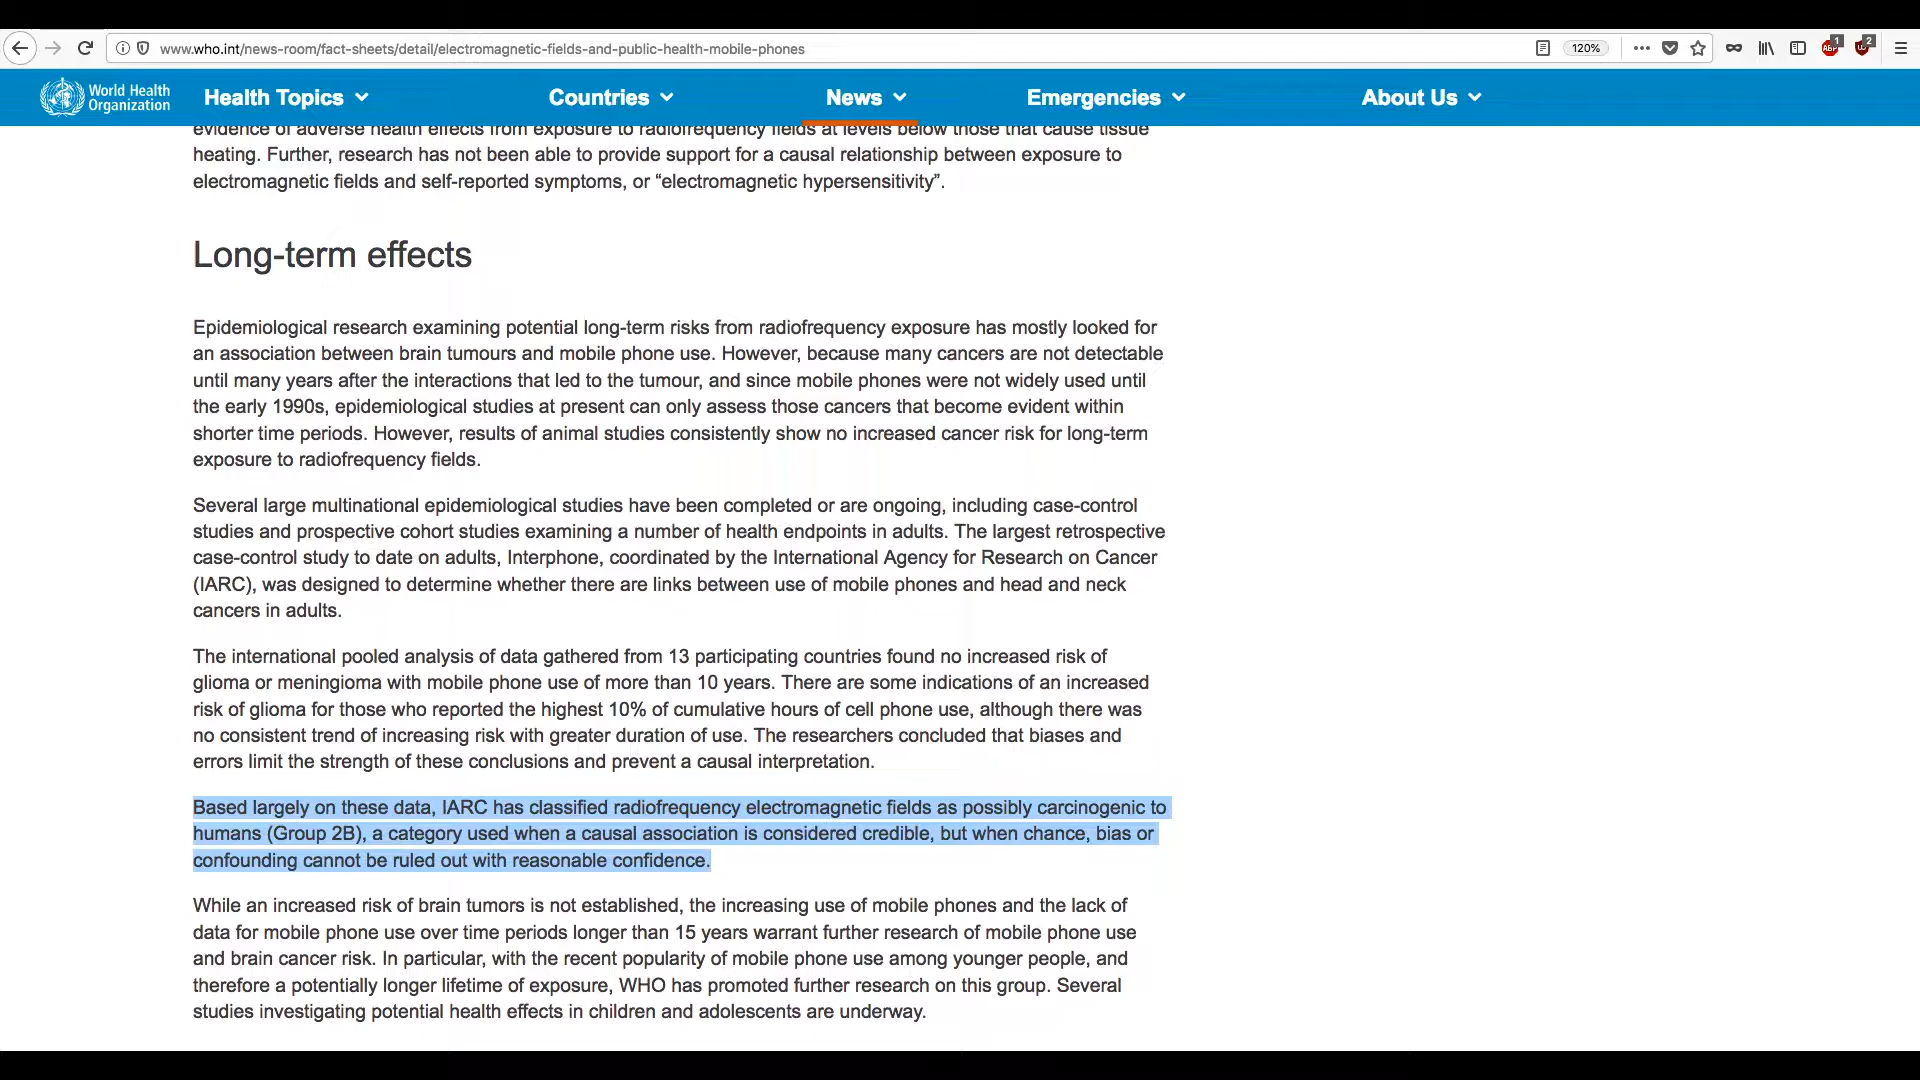 www.who.int/news-room/fact-sheets/detail/electromagnetic-fields-and-public-health-mobile-phones
120%
ABP
1
2
World Health
Organization
Health Topics
Countries
News
Emergencies
About Us
evidence of adverse health effects from exposure to radiofrequency fields at levels below those that cause tissue
heating. Further, research has not been able to provide support for a causal relationship between exposure to
electromagnetic fields and self-reported symptoms, or “electromagnetic hypersensitivity”.
Long-term effects
Epidemiological research examining potential long-term risks from radiofrequency exposure has mostly looked for
an association between brain tumours and mobile phone use. However, because many cancers are not detectable
until many years after the interactions that led to the tumour, and since mobile phones were not widely used until
the early 1990s, epidemiological studies at present can only assess those cancers that become evident within
shorter time periods. However, results of animal studies consistently show no increased cancer risk for long-term
exposure to radiofrequency fields.
Several large multinational epidemiological studies have been completed or are ongoing, including case-control
studies and prospective cohort studies examining a number of health endpoints in adults. The largest retrospective
case-control study to date on adults, Interphone, coordinated by the International Agency for Research on Cancer
(IARC), was designed to determine whether there are links between use of mobile phones and head and neck
cancers in adults.
The international pooled analysis of data gathered from 13 participating countries found no increased risk of
glioma or meningioma with mobile phone use of more than 10 years. There are some indications of an increased
risk of glioma for those who reported the highest 10% of cumulative hours of cell phone use, although there was
no consistent trend of increasing risk with greater duration of use. The researchers concluded that biases and
errors limit the strength of these conclusions and prevent a causal interpretation.
Based largely on these data, IARC has classified radiofrequency electromagnetic fields as possibly carcinogenic to
humans (Group 2B), a category used when a causal association is considered credible, but when chance, bias or
confounding cannot be ruled out with reasonable confidence.
While an increased risk of brain tumors is not established, the increasing use of mobile phones and the lack of
data for mobile phone use over time periods longer than 15 years warrant further research of mobile phone use
and brain cancer risk. In particular, with the recent popularity of mobile phone use among younger people, and
therefore a potentially longer lifetime of exposure, WHO has promoted further research on this group. Several
studies investigating potential health effects in children and adolescents are underway.